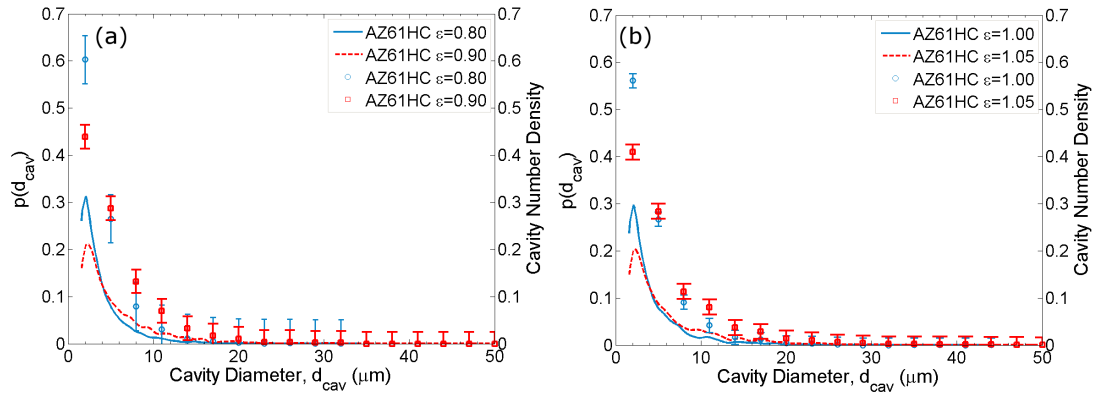 (a)
AZ61HC ε=0.80
AZ61HC ε=0.90
AZ61HC ε=0.80
AZ61HC ε=0.90
0.7
0.6
0.5
0.4
0.3
0.2
0.1
0
p(d_cav)
0.7
0.6
0.5
0.4
0.3
0.2
0.1
0
Cavity Number Density
0 10 20 30 40 50
Cavity Diameter, d_cav (μm)
(b)
AZ61HC ε=1.00
AZ61HC ε=1.05
AZ61HC ε=1.00
AZ61HC ε=1.05
0.7
0.6
0.5
0.4
0.3
0.2
0.1
0
p(d_cav)
0.7
0.6
0.5
0.4
0.3
0.2
0.1
0
Cavity Number Density
0 10 20 30 40 50
Cavity Diameter, d_cav (μm)